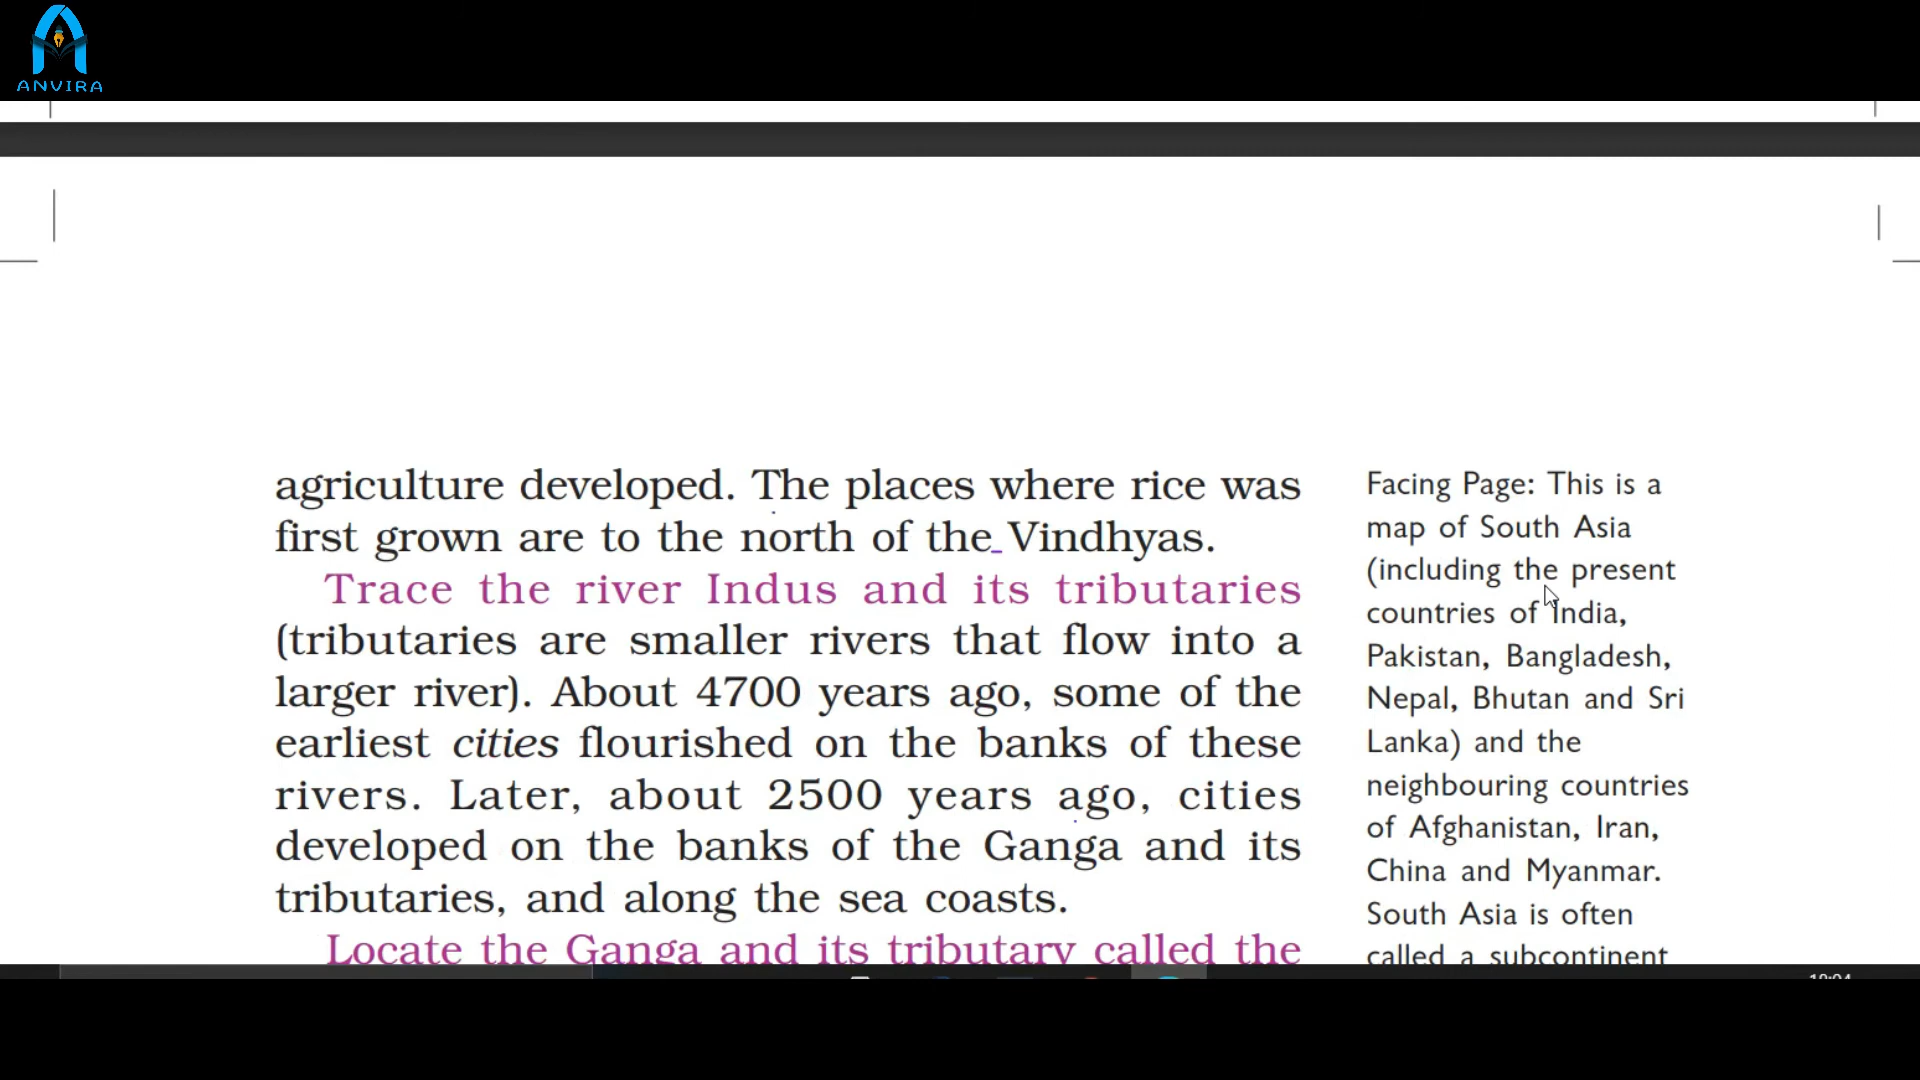 ANVIRA
agriculture developed. The places where rice was
first grown are to the north of the Vindhyas.
Trace the river Indus and its tributaries
(tributaries are smaller rivers that flow into a
larger river). About 4700 years ago, some of the
earliest cities flourished on the banks of these
rivers. Later, about 2500 years ago, cities
developed on the banks of the Ganga and its
tributaries, and along the sea coasts.
Locate the Ganga and its tributary called the
Facing Page: This is a
map of South Asia
(including the present
countries of India,
Pakistan, Bangladesh,
Nepal, Bhutan and Sri
Lanka) and the
neighbouring countries
of Afghanistan, Iran,
China and Myanmar.
South Asia is often
called a subcontinent